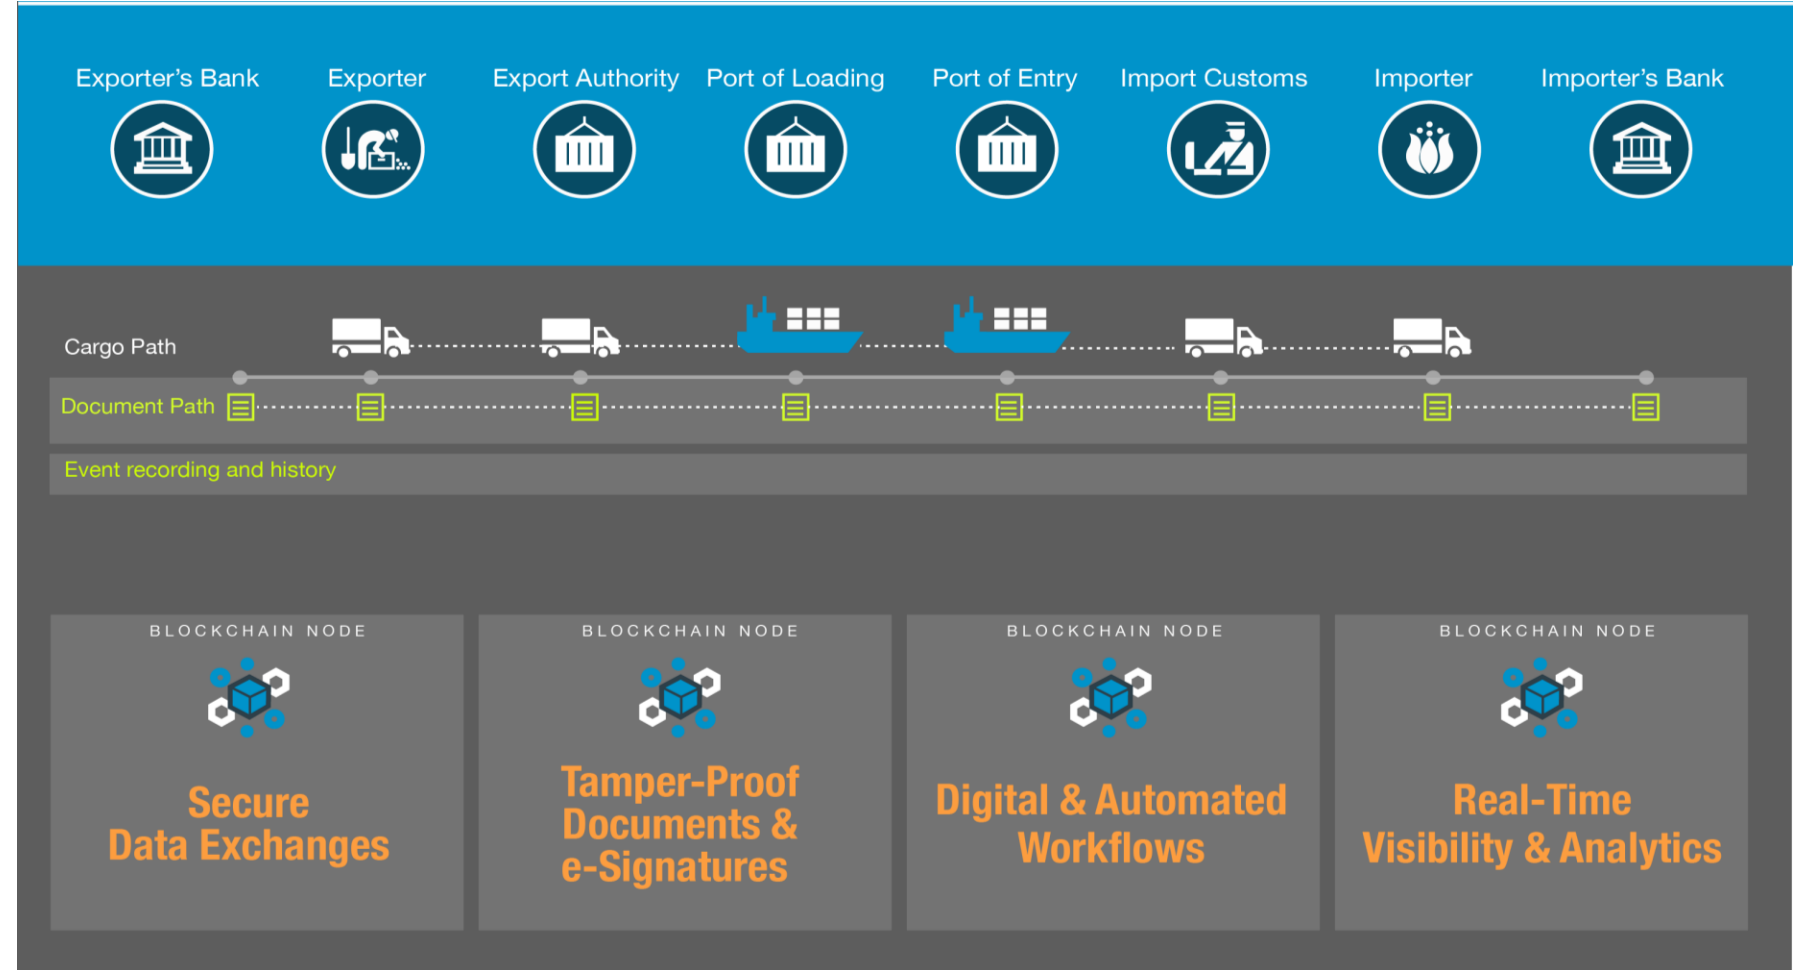 Exporter’s Bank
Exporter
Export Authority
Port of Loading
Port of Entry
Import Customs
Importer
Importer’s Bank
Cargo Path
Document Path
Event recording and history
BLOCKCHAIN NODE
Secure
Data Exchanges
BLOCKCHAIN NODE
Tamper-Proof
Documents &
e-Signatures
BLOCKCHAIN NODE
Digital & Automated
Workflows
BLOCKCHAIN NODE
Real-Time
Visibility & Analytics